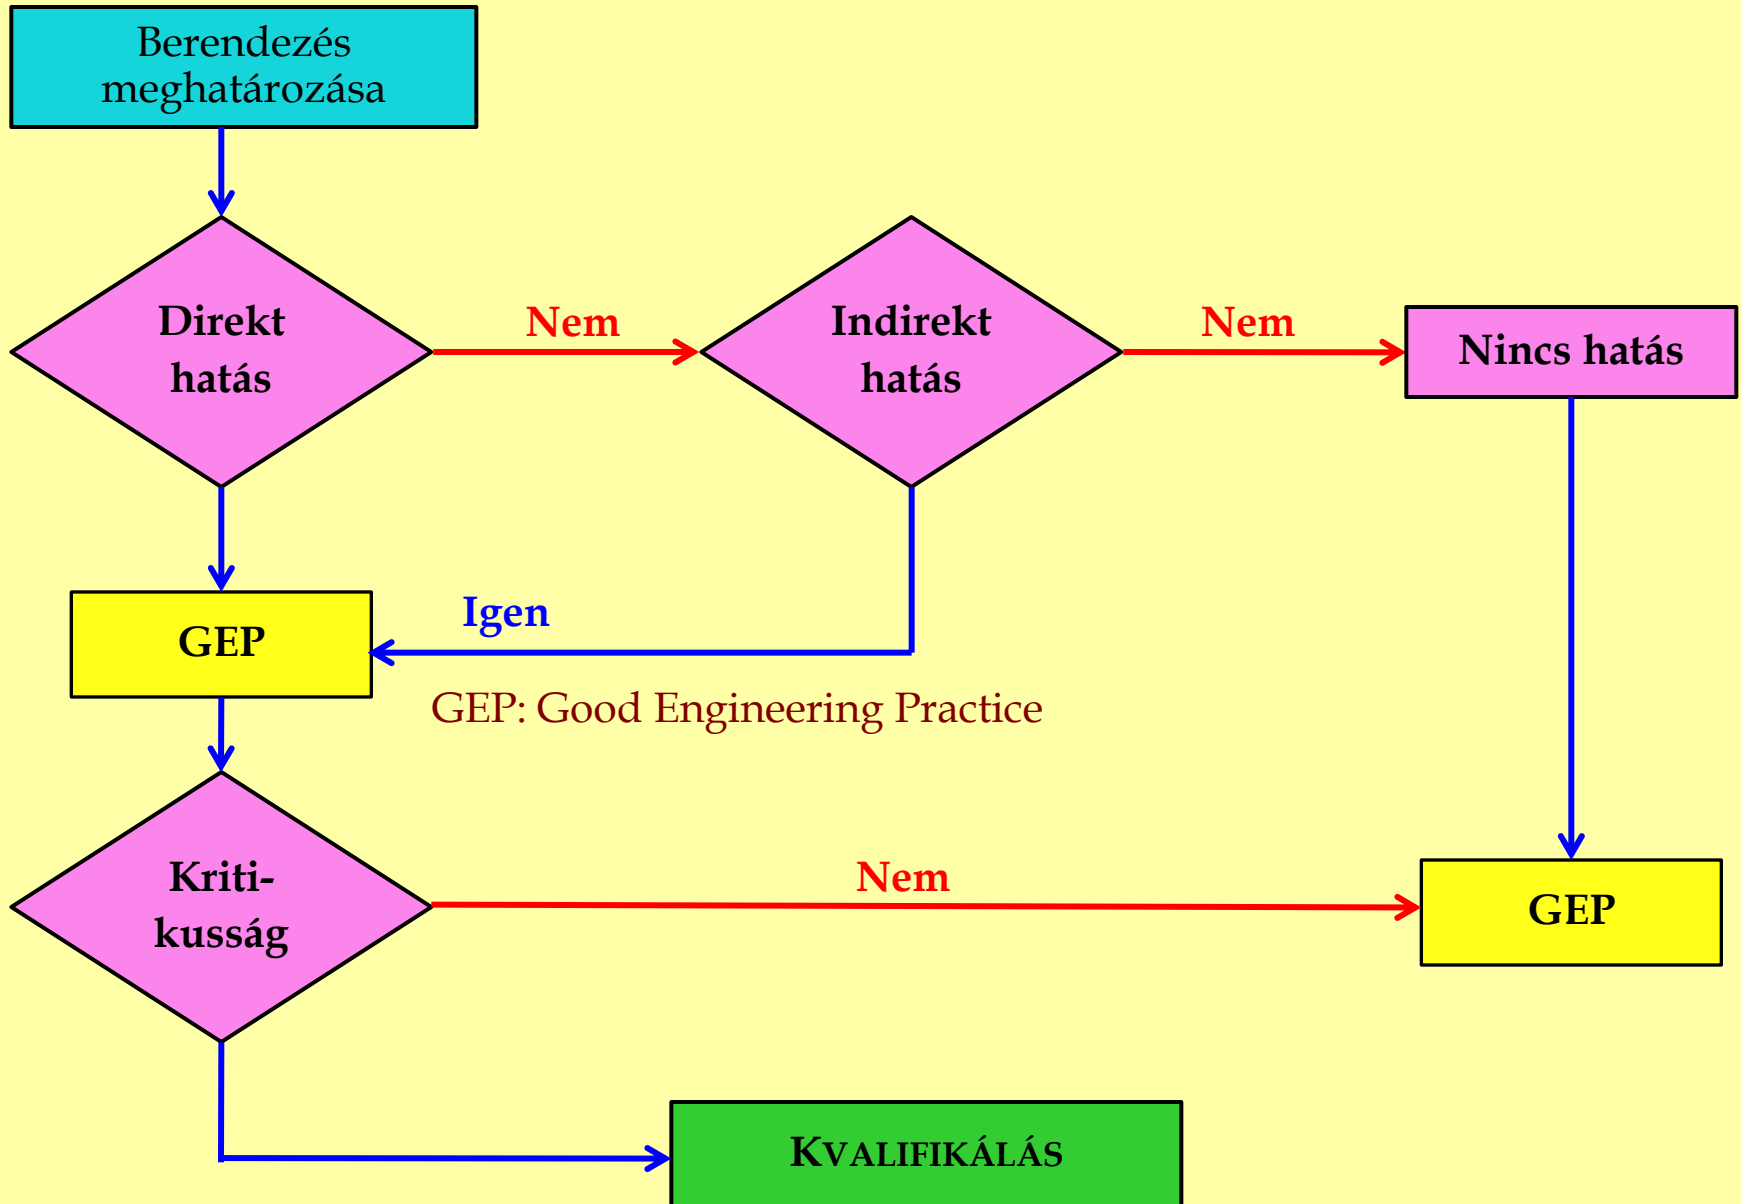 Berendezés
meghatározása
Direkt
hatás
Nem
Indirekt
hatás
Nem
Nincs hatás
GEP
Igen
GEP: Good Engineering Practice
Kriti-
kusság
Nem
GEP
KVALIFIKÁLÁS